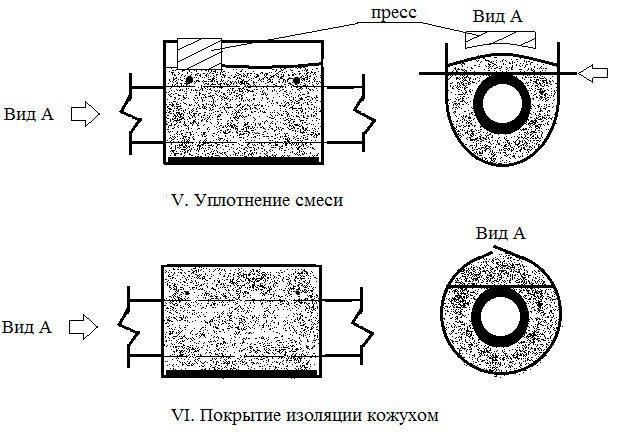 пресс
Вид А
Вид А
V. Уплотнение смеси
Вид А
Вид А
VI. Покрытие изоляции кожухом